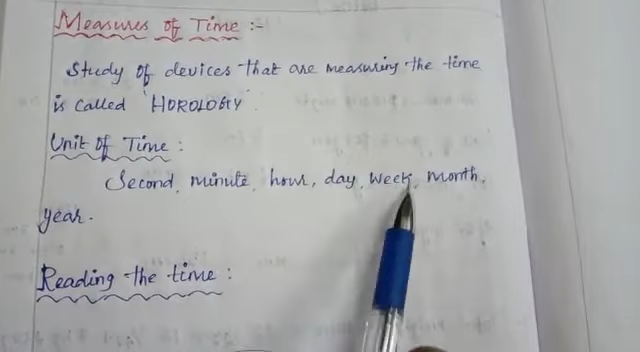 Measures of Time :-
Study of devices that are measuring the time
is called 'HOROLOGY'.
Unit of Time :
Second, minute, hour, day, week, month,
year.
Reading the time :